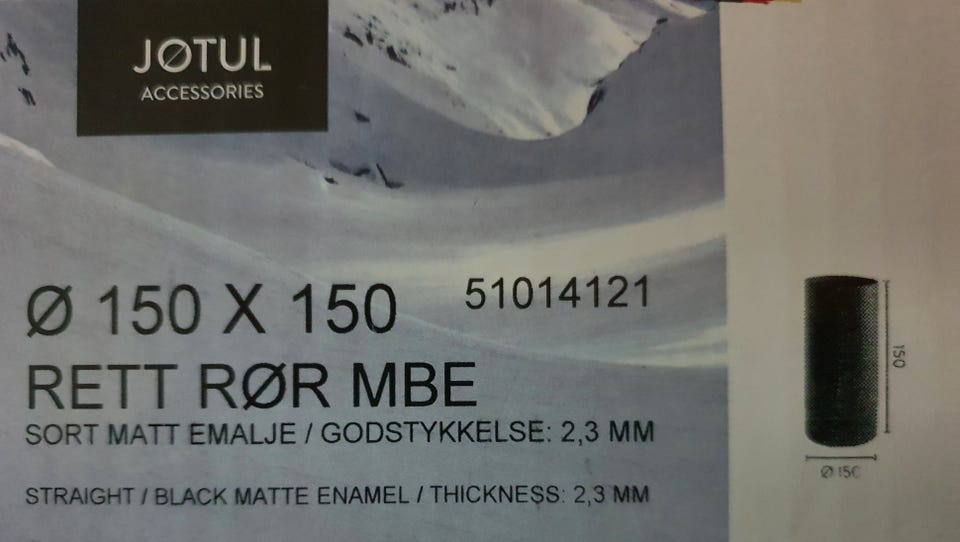 JØTUL
ACCESSORIES
Ø 150 X 150 51014121
RETT RØR MBE
SORT MATT EMALJE / GODSTYKKELSE: 2,3 MM
STRAIGHT / BLACK MATTE ENAMEL / THICKNESS: 2,3 MM
150
Ø 150